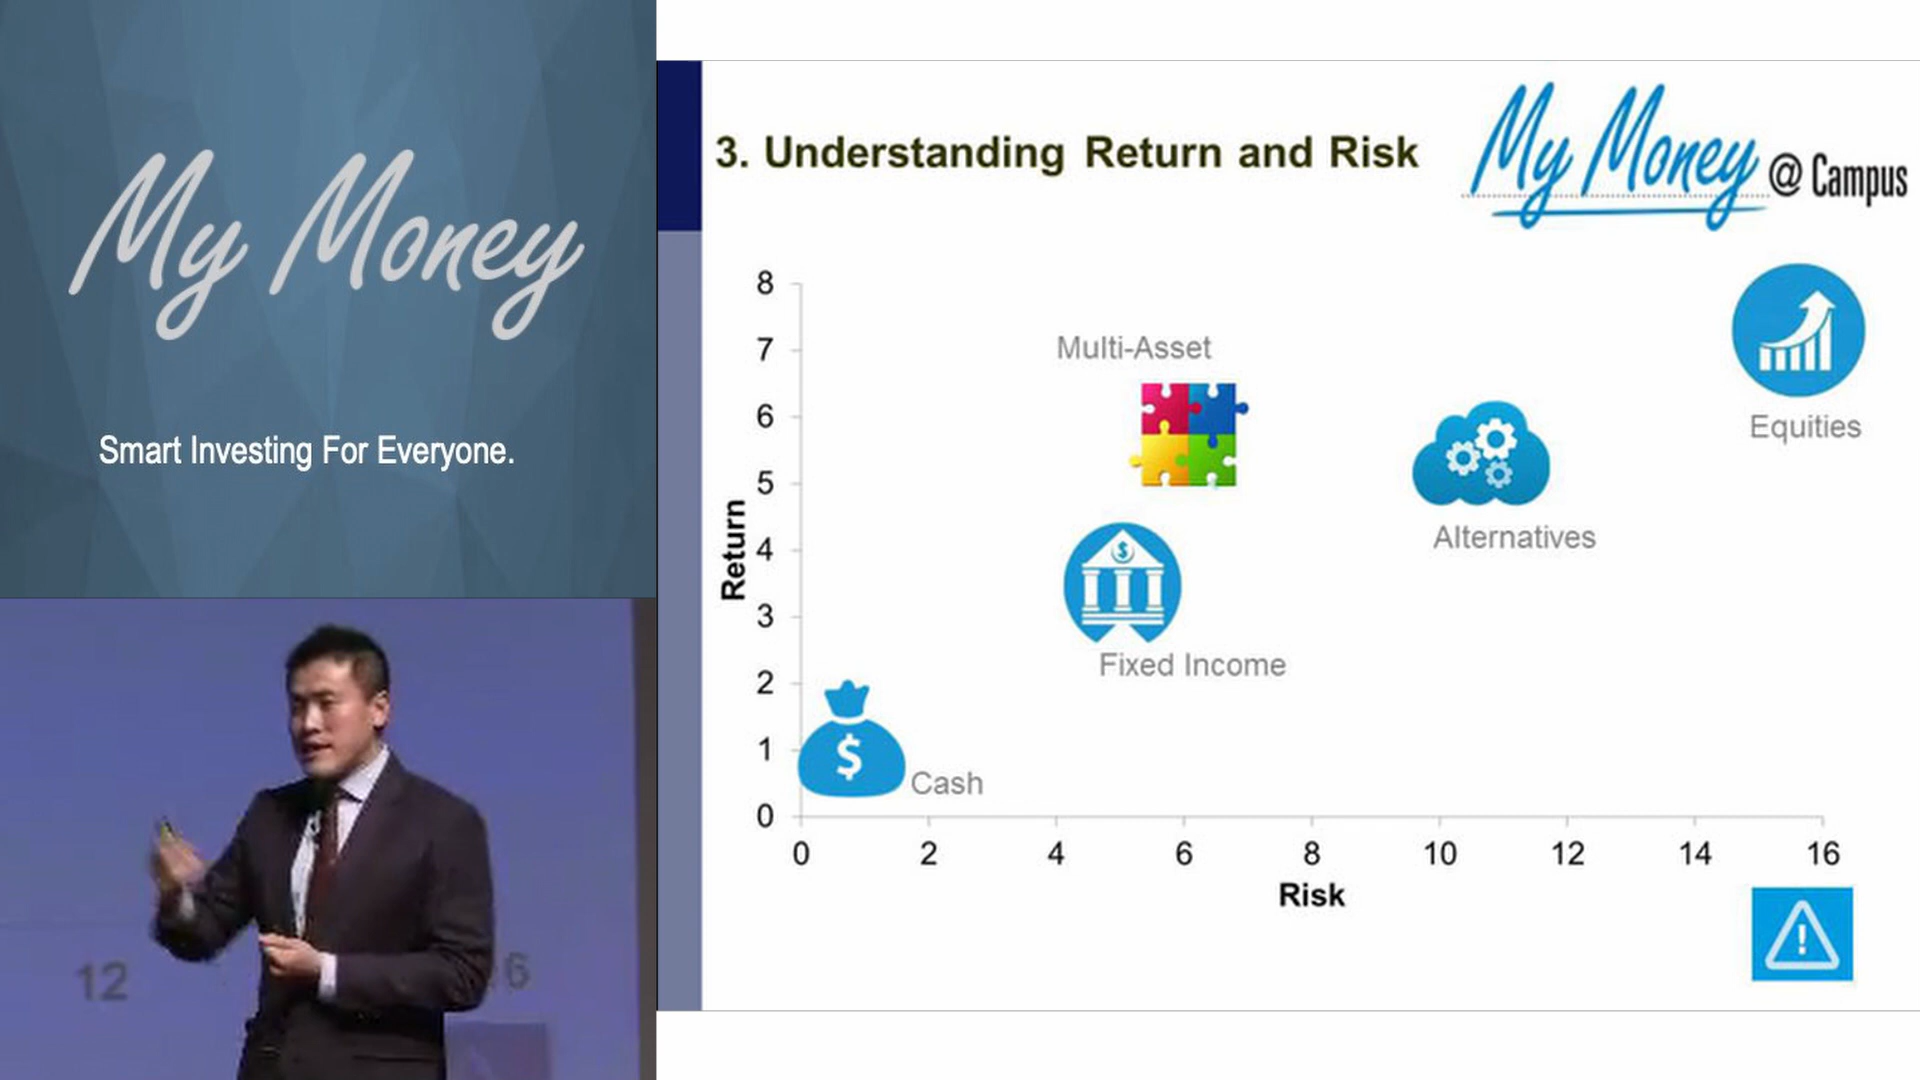 My Money
Smart Investing For Everyone.
12
6
3. Understanding Return and Risk
My Money @ Campus
8
7
6
5
4
3
2
1
0
Return
Multi-Asset
Equities
Alternatives
$
Fixed Income
$
Cash
0 2 4 6 8 10 12 14 16
Risk
!